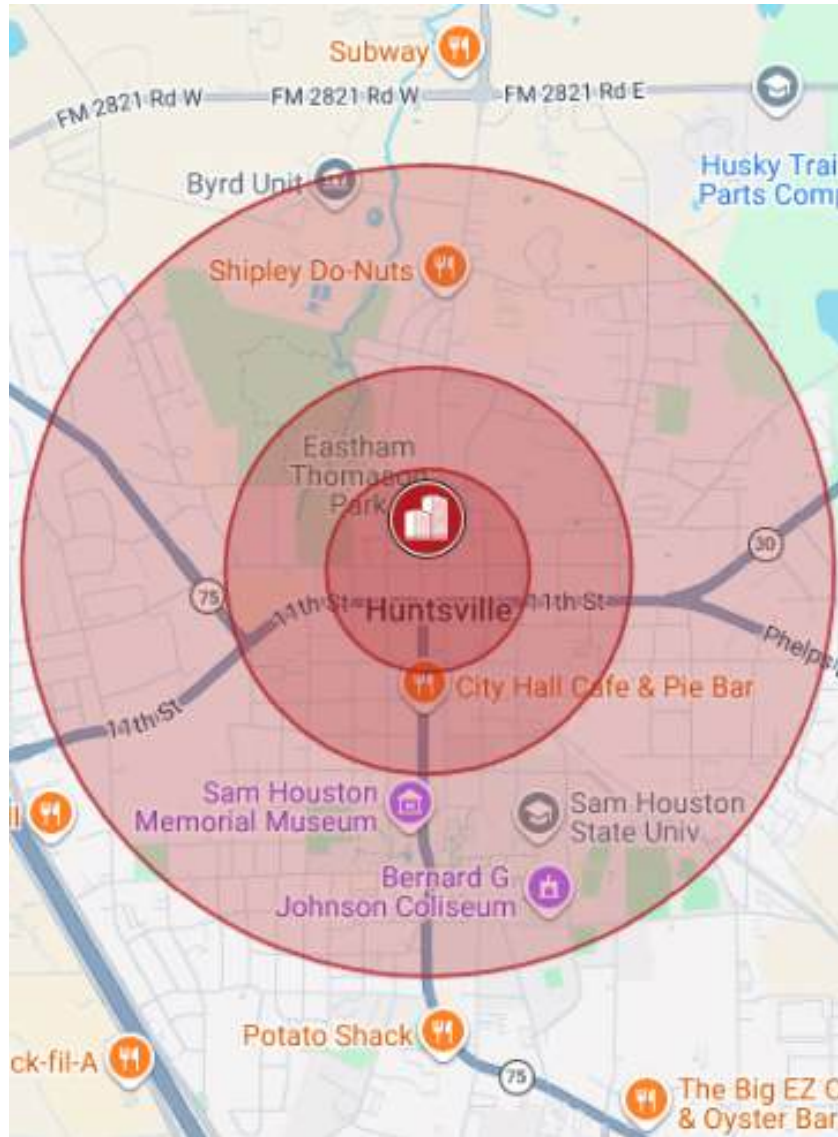 Subway
FM 2821 Rd W
FM 2821 Rd W
FM 2821 Rd E
Husky Trai
Parts Comp
Byrd Unit
Shipley Do-Nuts
Eastham
Thomason
Park
30
75
11th St
Huntsville
11th St
Phelps
City Hall Cafe & Pie Bar
11th St
Sam Houston
Memorial Museum
Sam Houston
State Univ...
Bernard G
Johnson Coliseum
Potato Shack
ck-fil-A
75
The Big EZ C
& Oyster Bar